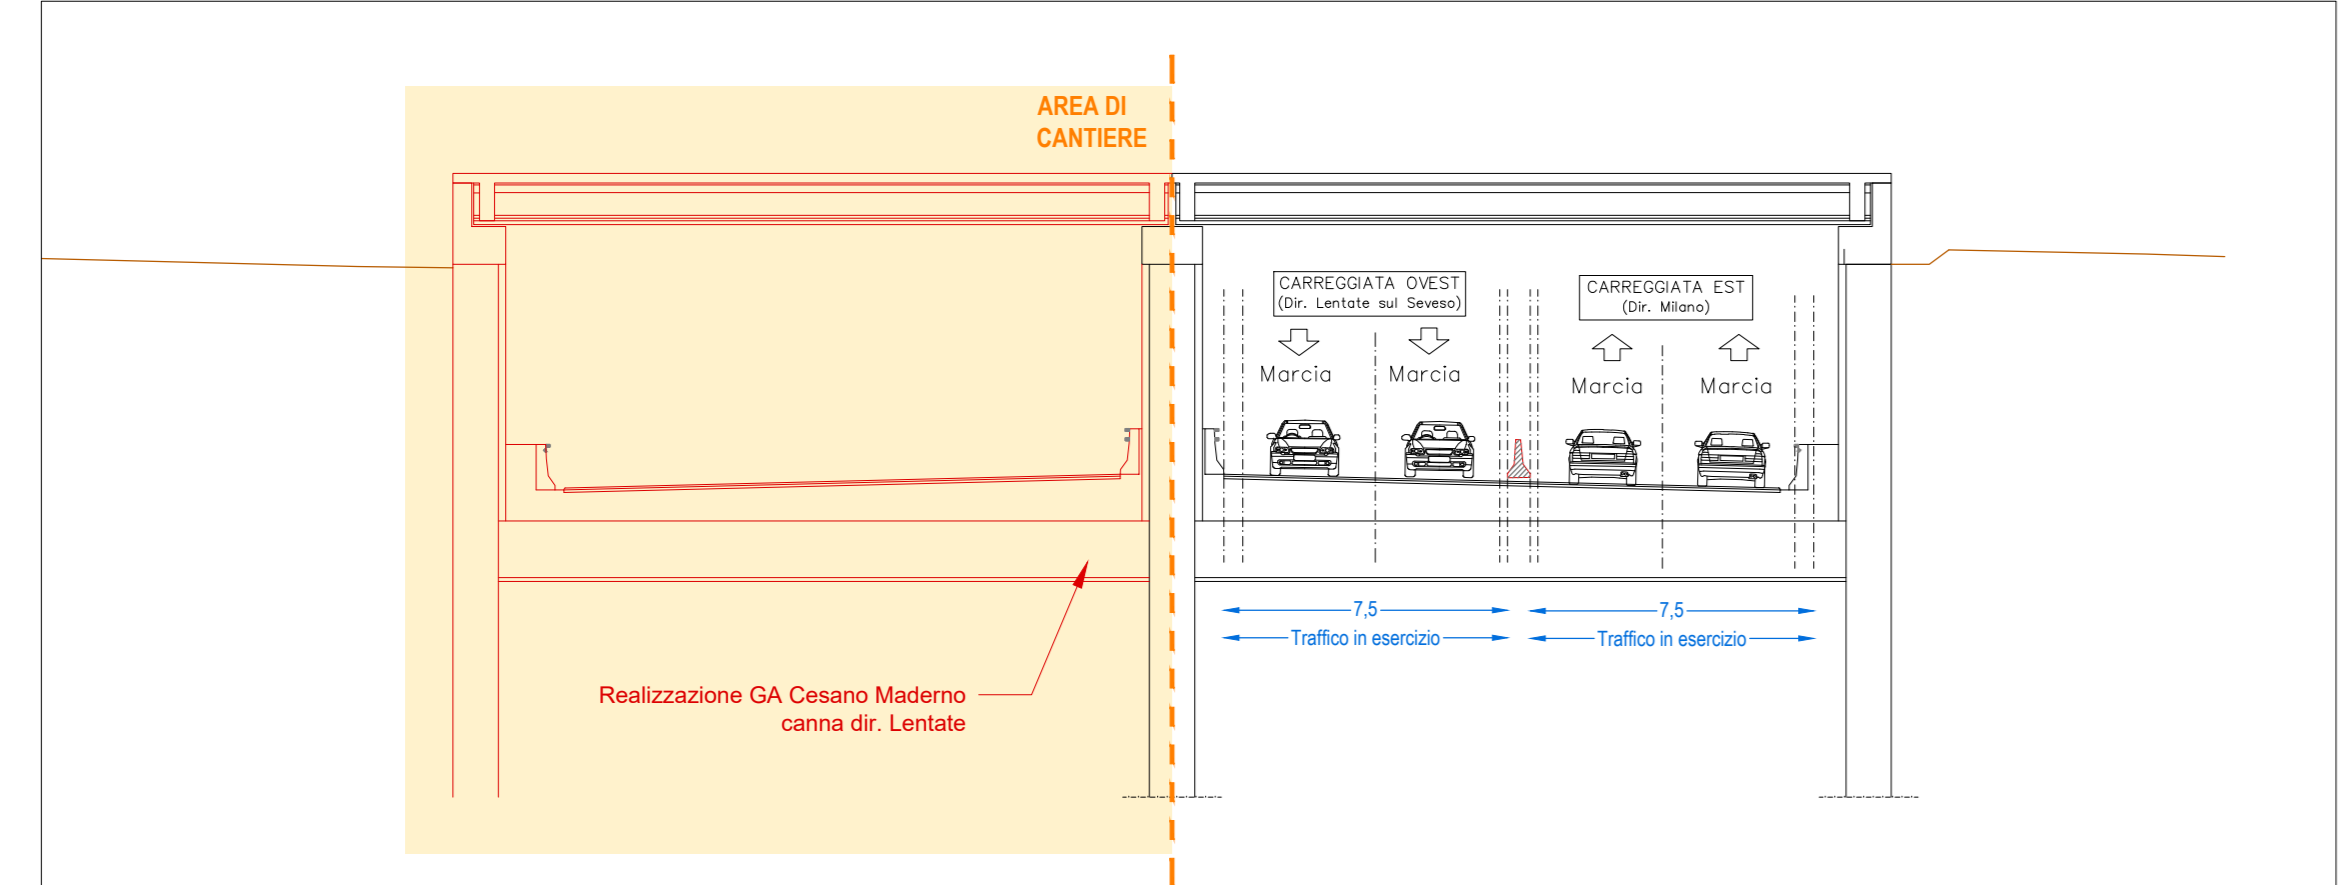 AREA DI
CANTIERE
CARREGGIATA OVEST
(Dir. Lentate sul Seveso)
CARREGGIATA EST
(Dir. Milano)
Marcia
Marcia
Marcia
Marcia
7,5
7,5
Traffico in esercizio
Traffico in esercizio
Realizzazione GA Cesano Maderno
canna dir. Lentate